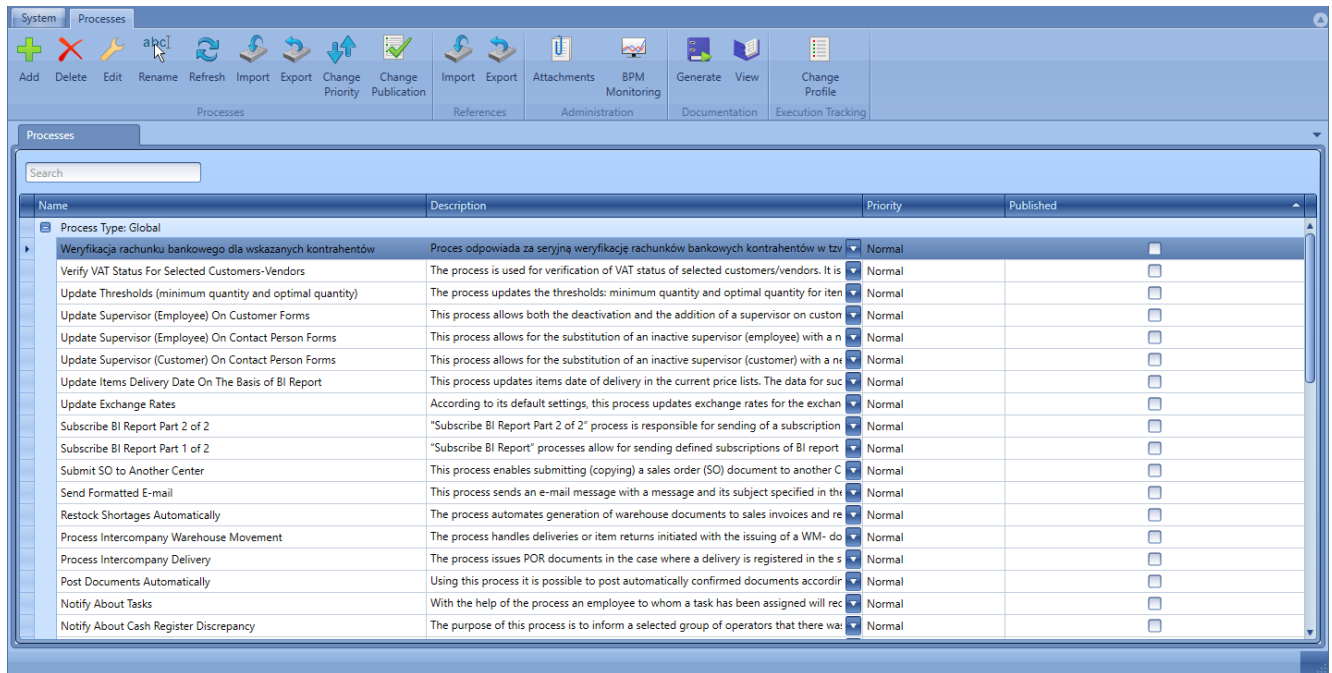 System Processes
abc
Add Delete Edit Rename Refresh Import Export Change Priority Change Publication Import Export Attachments BPM Monitoring Generate View Change Profile
Processes References Administration Documentation Execution Tracking
Processes
Search
Name Description Priority Published
Process Type: Global
Weryfikacja rachunku bankowego dla wskazanych kontrahentów Proces odpowiada za seryjną weryfikację rachunków bankowych kontrahentów w tzw Normal
Verify VAT Status For Selected Customers-Vendors The process is used for verification of VAT status of selected customers/vendors. It is Normal
Update Thresholds (minimum quantity and optimal quantity) The process updates the thresholds: minimum quantity and optimal quantity for iten Normal
Update Supervisor (Employee) On Customer Forms This process allows both the deactivation and the addition of a supervisor on custom Normal
Update Supervisor (Employee) On Contact Person Forms This process allows for the substitution of an inactive supervisor (employee) with a n Normal
Update Supervisor (Customer) On Contact Person Forms This process allows for the substitution of an inactive supervisor (customer) with a ne Normal
Update Items Delivery Date On The Basis of BI Report This process updates items date of delivery in the current price lists. The data for suc Normal
Update Exchange Rates According to its default settings, this process updates exchange rates for the exchan Normal
Subscribe BI Report Part 2 of 2 "Subscribe BI Report Part 2 of 2" process is responsible for sending of a subscription Normal
Subscribe BI Report Part 1 of 2 "Subscribe BI Report" processes allow for sending defined subscriptions of BI report Normal
Submit SO to Another Center This process enables submitting (copying) a sales order (SO) document to another C Normal
Send Formatted E-mail This process sends an e-mail message with a message and its subject specified in the Normal
Restock Shortages Automatically The process automates generation of warehouse documents to sales invoices and re Normal
Process Intercompany Warehouse Movement The process handles deliveries or item returns initiated with the issuing of a WM- do Normal
Process Intercompany Delivery The process issues POR documents in the case where a delivery is registered in the s Normal
Post Documents Automatically Using this process it is possible to post automatically confirmed documents accordin Normal
Notify About Tasks With the help of the process an employee to whom a task has been assigned will rec Normal
Notify About Cash Register Discrepancy The purpose of this process is to inform a selected group of operators that there was Normal